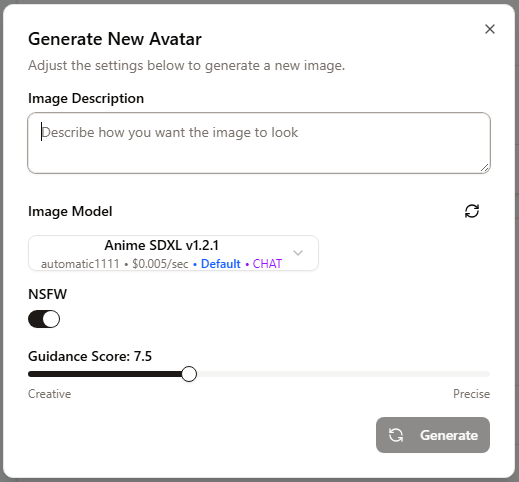 Generate New Avatar
Adjust the settings below to generate a new image.
Image Description
Describe how you want the image to look
Image Model
Anime SDXL v1.2.1
automatic1111 • $0.005/sec • Default • CHAT
NSFW
Guidance Score: 7.5
Creative Precise
Generate